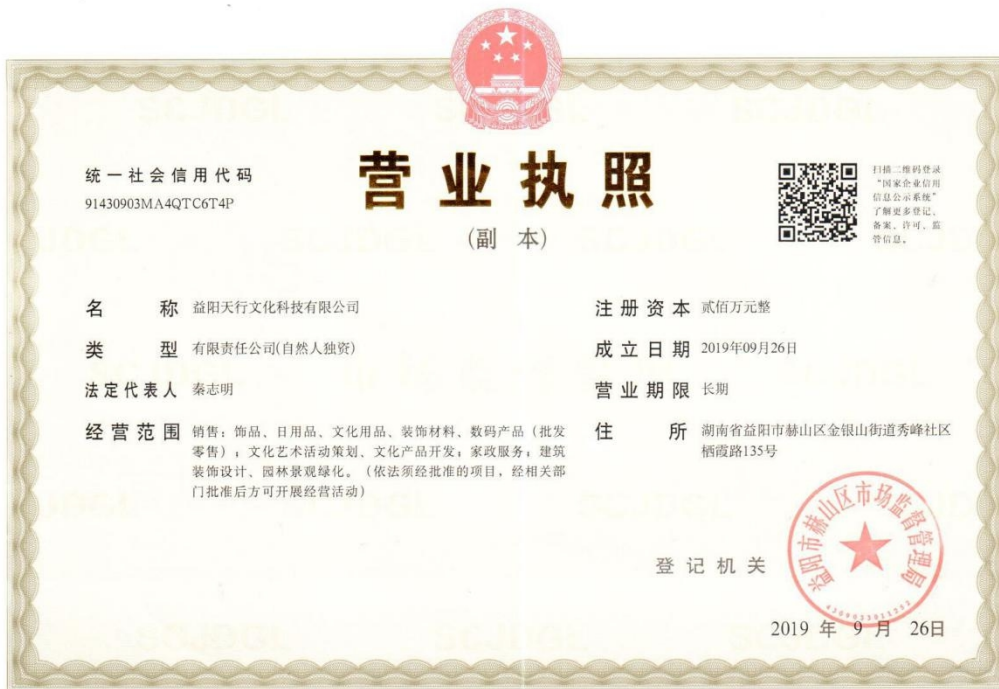 统一社会信用代码
91430903MA4QTC6T4P
营业执照
(副 本)
扫描二维码登录
“国家企业信用
信息公示系统”
了解更多登记、
备案、许可、监
管信息。
名 称 益阳天行文化科技有限公司
类 型 有限责任公司(自然人独资)
法定代表人 秦志明
经营范围 销售：饰品、日用品、文化用品、装饰材料、数码产品（批发
零售）；文化艺术活动策划、文化产品开发；家政服务；建筑
装饰设计、园林景观绿化。（依法须经批准的项目，经相关部
门批准后方可开展经营活动）
注册资本 贰佰万元整
成立日期 2019年09月26日
营业期限 长期
住 所 湖南省益阳市赫山区金银山街道秀峰社区
栖霞路135号
登记机关
益阳市赫山区市场监督管理局
2019 年 9 月 26日